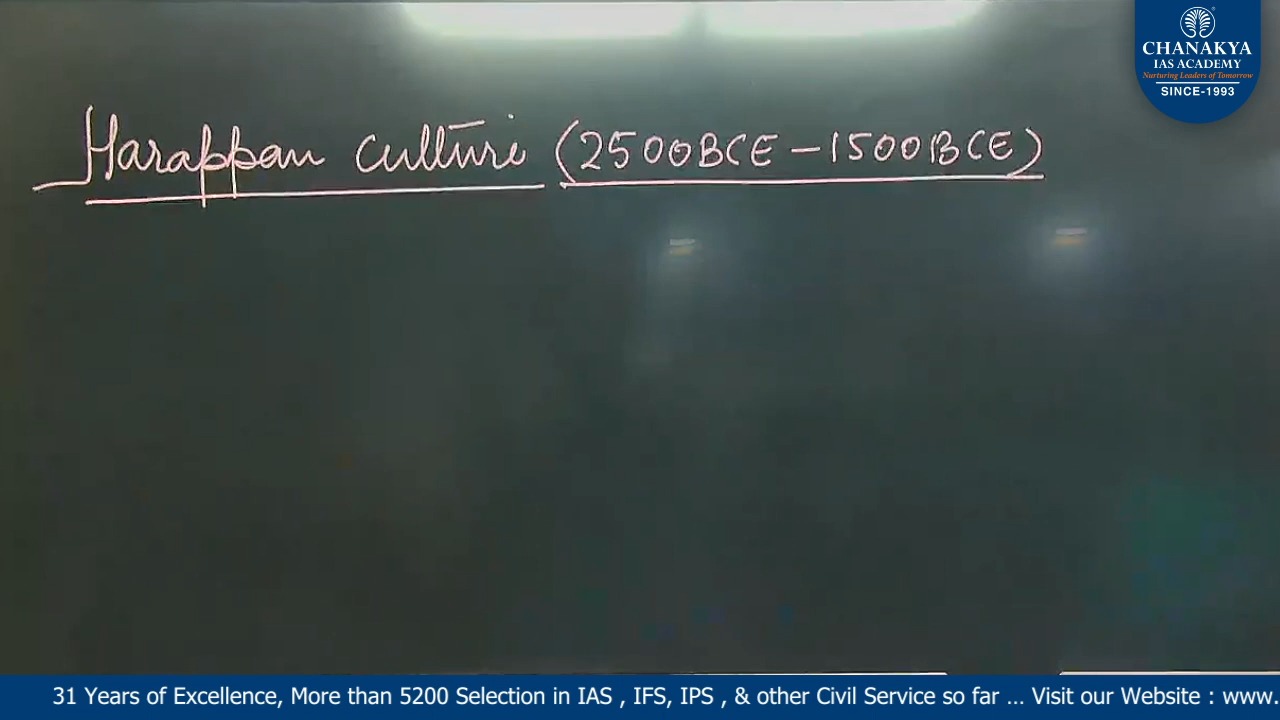 CHANAKYA
IAS ACADEMY
Nurturing Leaders of Tomorrow
SINCE-1993
Harappan culture (2500BCE – 1500BCE)
31 Years of Excellence, More than 5200 Selection in IAS , IFS, IPS , & other Civil Service so far ... Visit our Website : www.